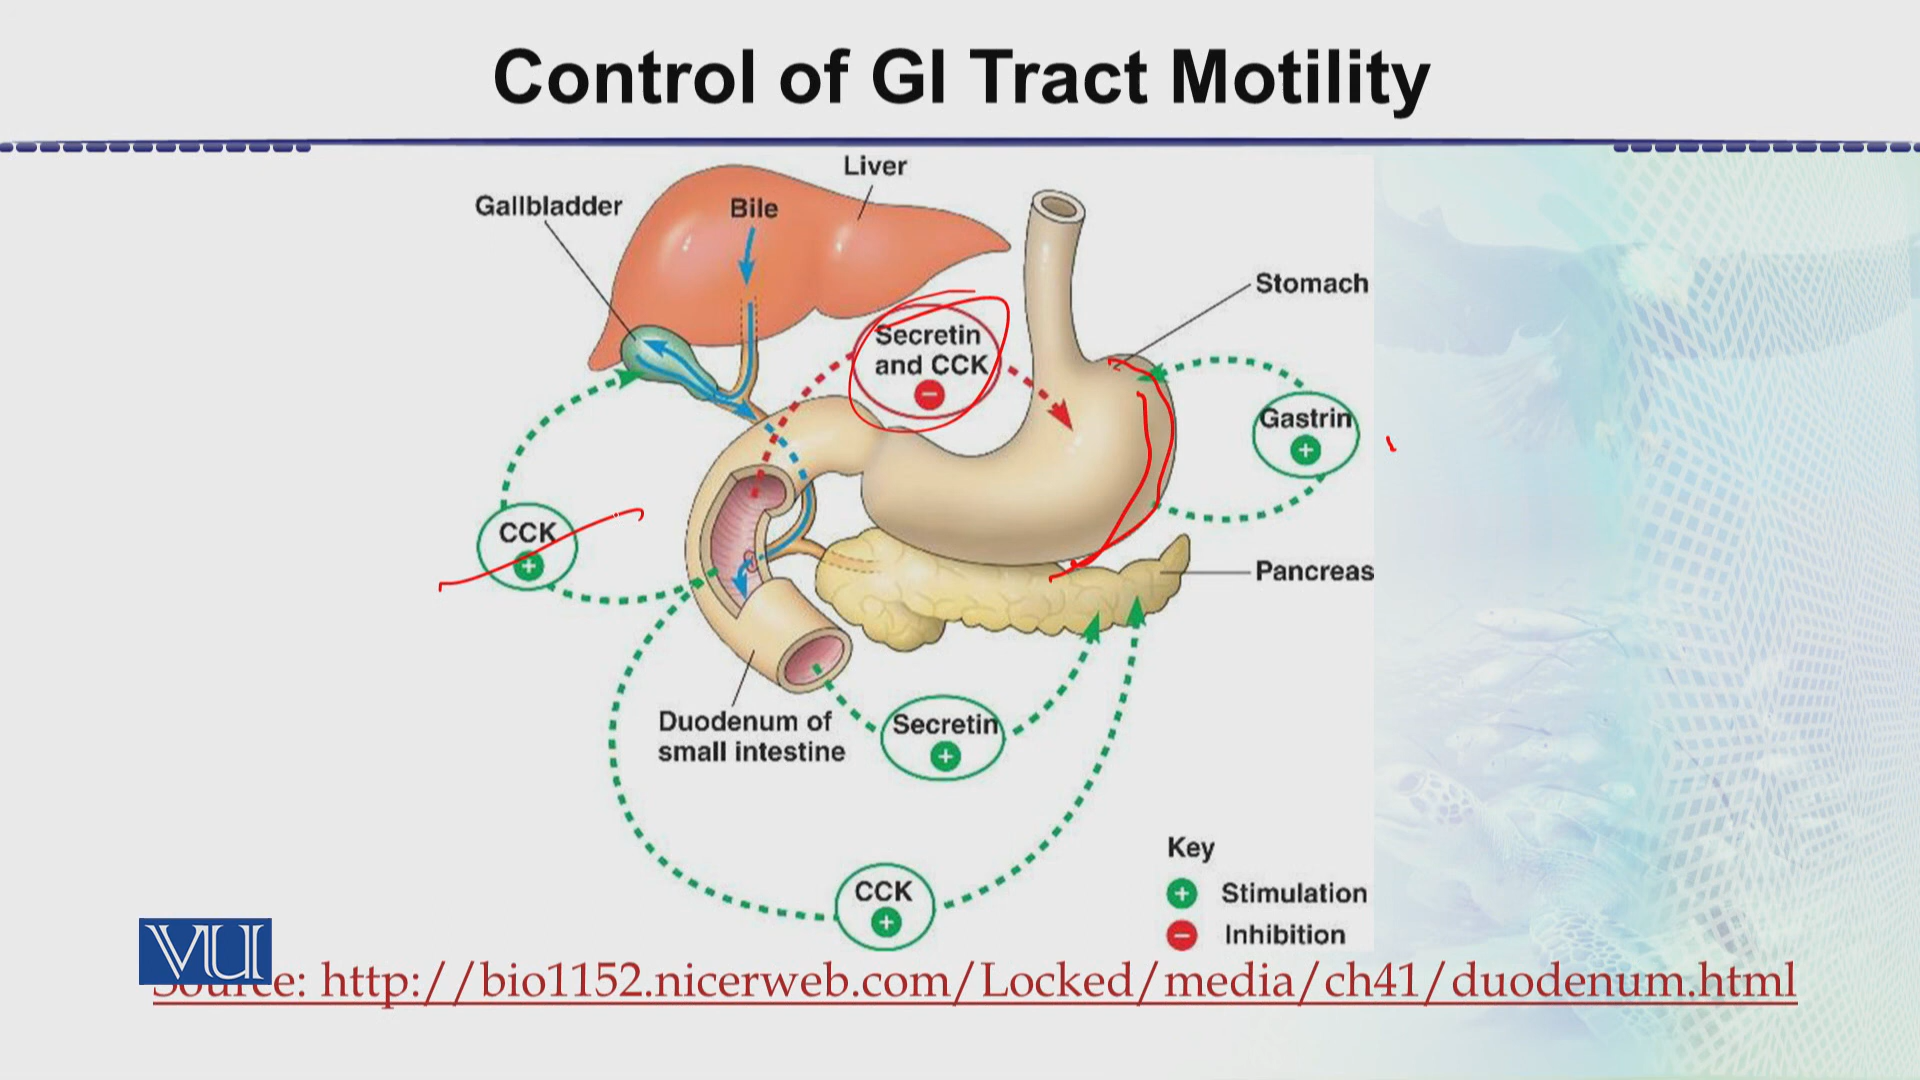 Control of GI Tract Motility
Liver
Gallbladder
Bile
Stomach
Secretin
and CCK
−
Gastrin
+
CCK
+
Pancreas
Duodenum of
small intestine
Secretin
+
CCK
+
Key
+ Stimulation
− Inhibition
VU
Source: http://bio1152.nicerweb.com/Locked/media/ch41/duodenum.html